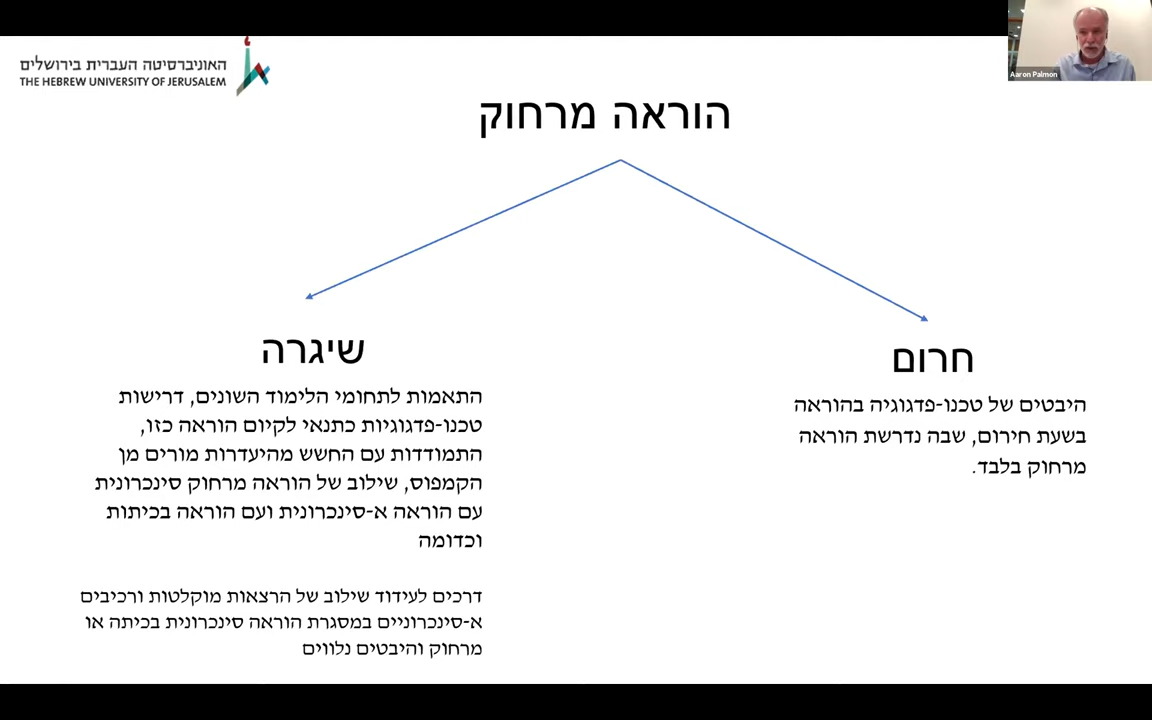 האוניברסיטה העברית בירושלים
THE HEBREW UNIVERSITY OF JERUSALEM
Aaron Palmon
הוראה מרחוק
חרום
היבטים של טכנו-פדגוגיה בהוראה
בשעת חירום, שבה נדרשת הוראה
מרחוק בלבד.
שיגרה
התאמות לתחומי הלימוד השונים, דרישות
טכנו-פדגוגיות כתנאי לקיום הוראה כזו,
התמודדות עם החשש מהיעדרות מורים מן
הקמפוס, שילוב של הוראה מרחוק סינכרונית
עם הוראה א-סינכרונית ועם הוראה בכיתות
וכדומה
דרכים לעידוד שילוב של הרצאות מוקלטות ורכיבים
א-סינכרוניים במסגרת הוראה סינכרונית בכיתה או
מרחוק והיבטים נלווים